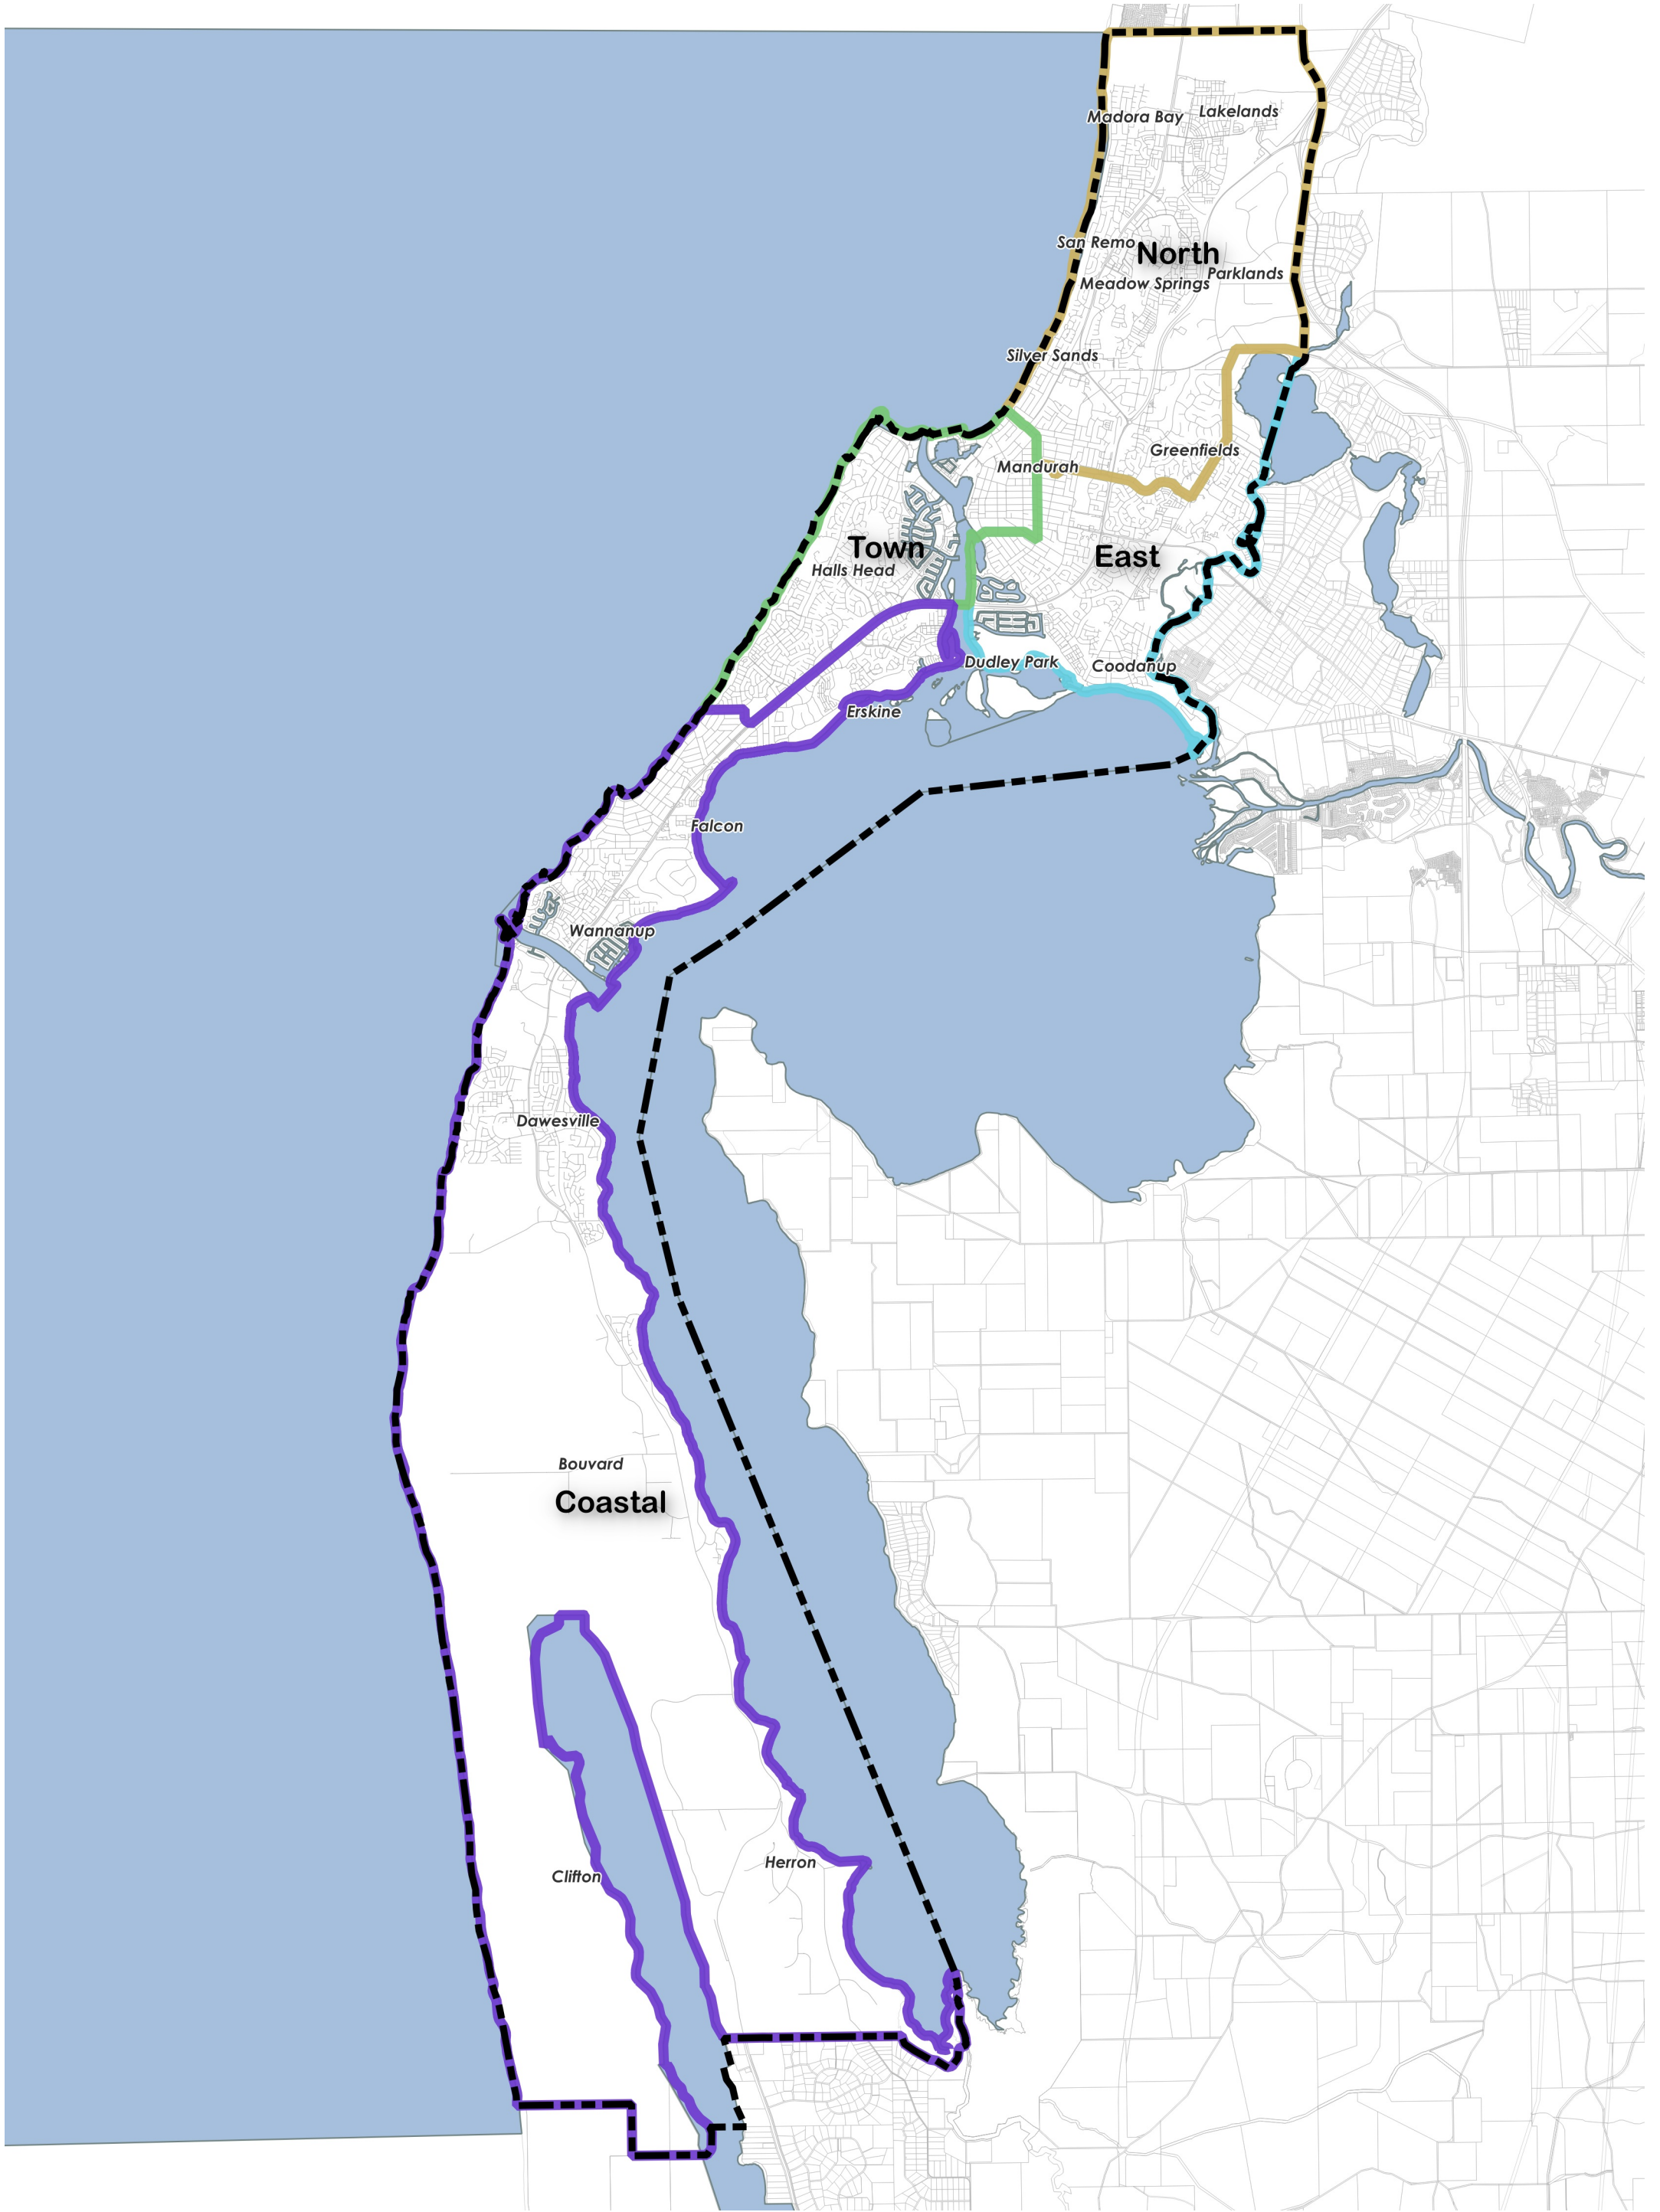 Madora Bay
Lakelands
San Remo
North
Parklands
Meadow Springs
Silver Sands
Greenfields
Mandurah
Town
East
Halls Head
Dudley Park
Coodanup
Erskine
Falcon
Wannanup
Dawesville
Bouvard
Coastal
Herron
Clifton